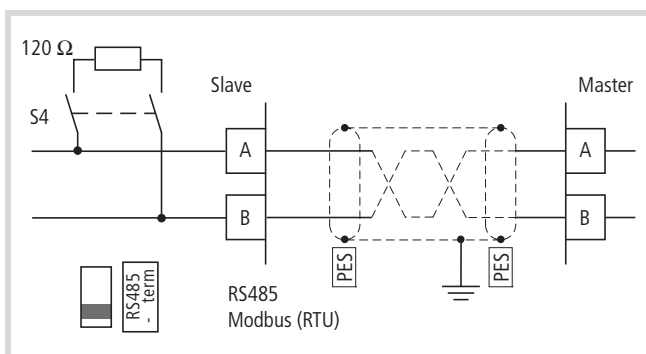 120 Ω
Slave
Master
S4
A
A
B
B
PES
PES
RS485
- term
RS485
Modbus (RTU)